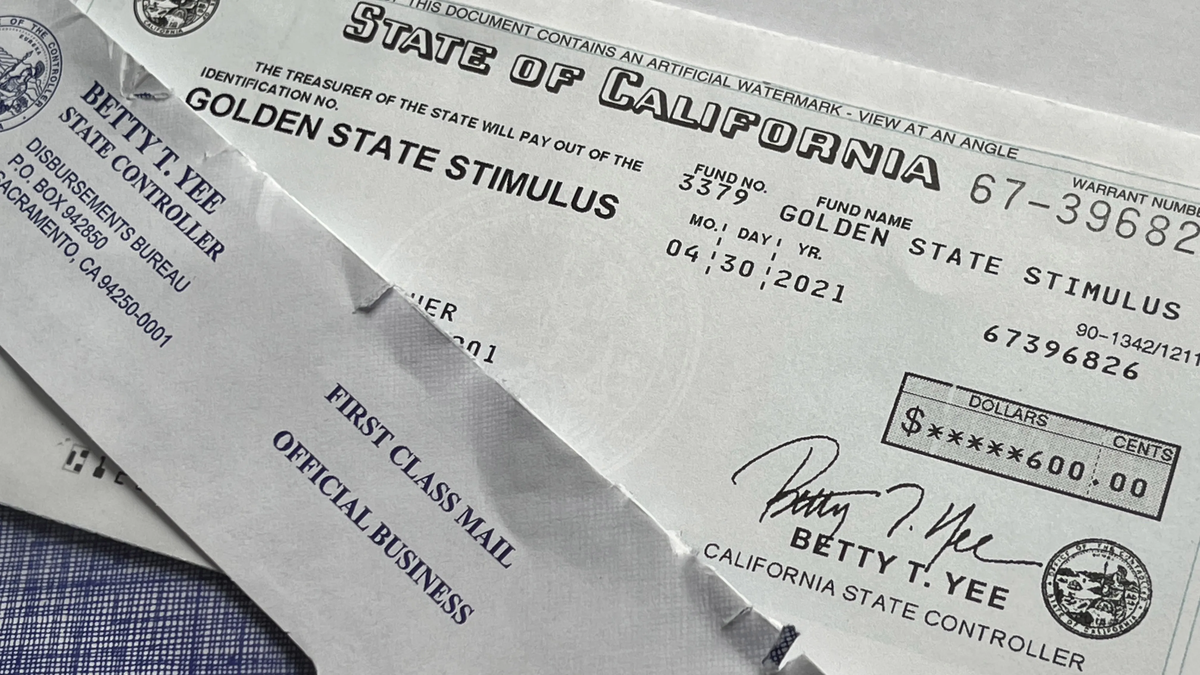 THIS DOCUMENT CONTAINS AN ARTIFICIAL WATERMARK - VIEW AT AN ANGLE
STATE OF CALIFORNIA
THE TREASURER OF THE STATE WILL PAY OUT OF THE
IDENTIFICATION NO.
GOLDEN STATE STIMULUS
FUND NO.
3379
FUND NAME
GOLDEN STATE STIMULUS
WARRANT
67-39682
MO. DAY YR.
04 30 2021
90-1342/1211
67396826
DOLLARS CENTS
$*****600.00
Betty T. Yee
BETTY T. YEE
CALIFORNIA STATE CONTROLLER
BETTY T. YEE
STATE CONTROLLER
DISBURSEMENTS BUREAU
P.O. BOX 942850
SACRAMENTO, CA 94250-0001
FIRST CLASS MAIL
OFFICIAL BUSINESS